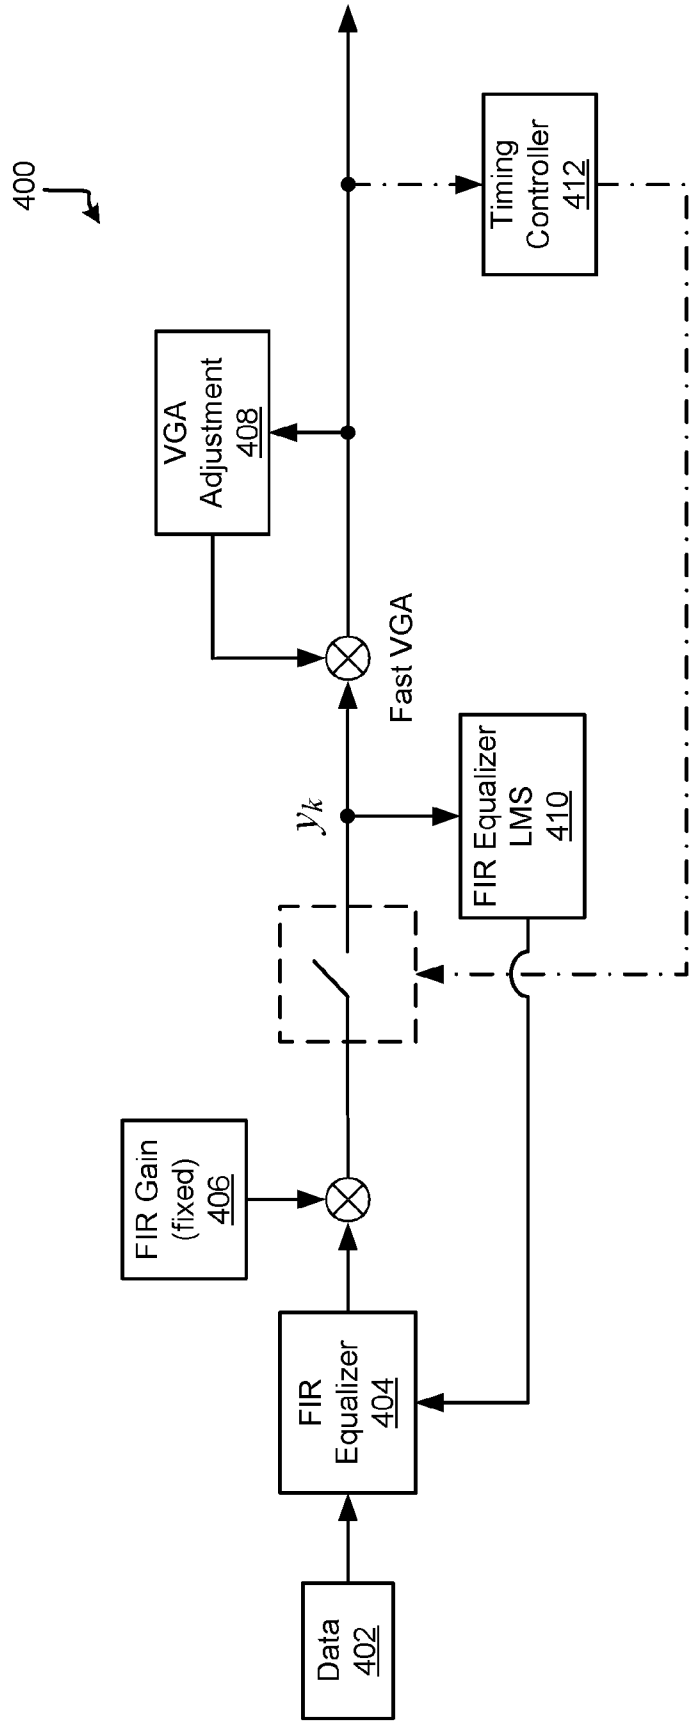 400
Data
402
FIR
Equalizer
404
FIR Gain
(fixed)
406
yk
FIR Equalizer
LMS
410
Fast VGA
VGA
Adjustment
408
Timing
Controller
412